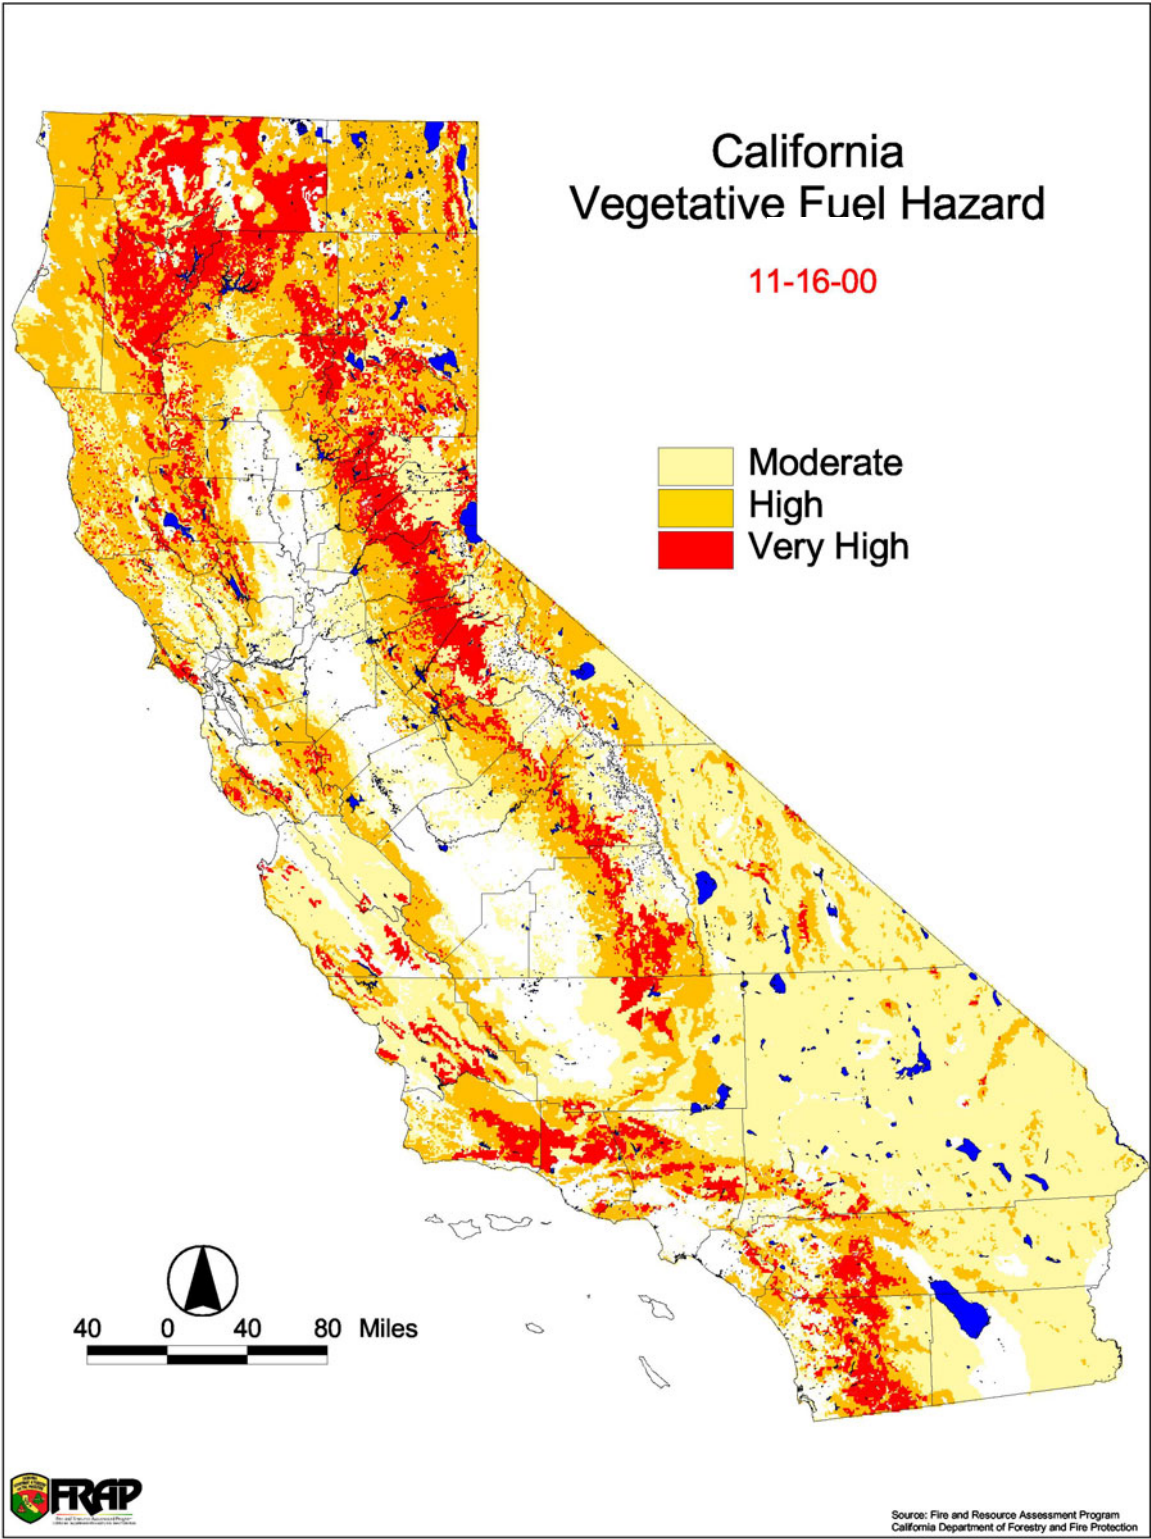 California
Vegetative Fuel Hazard
11-16-00
Moderate
High
Very High
40 0 40 80 Miles
FRAP
Source: Fire and Resource Assessment Program
California Department of Forestry and Fire Protection